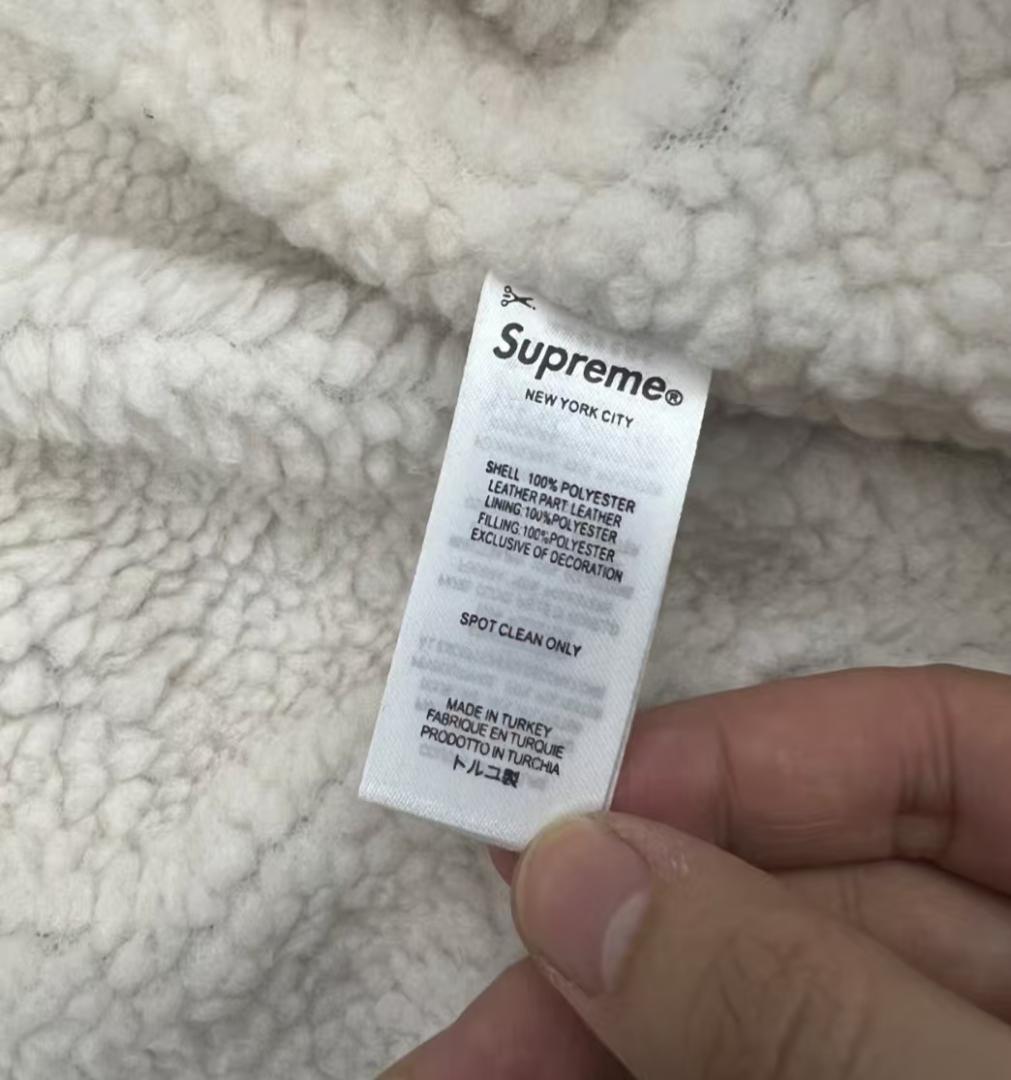 Supreme®
NEW YORK CITY
SHELL 100% POLYESTER
LEATHER PART LEATHER
LINING:100%POLYESTER
FILLING:100%POLYESTER
EXCLUSIVE OF DECORATION
SPOT CLEAN ONLY
MADE IN TURKEY
FABRIQUE EN TURQUIE
PRODOTTO IN TURCHIA
トルコ製